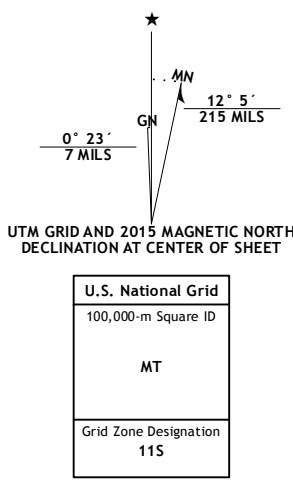 ★
MN
GN
12° 5´
215 MILS
0° 23´
7 MILS
UTM GRID AND 2015 MAGNETIC NORTH
DECLINATION AT CENTER OF SHEET
U.S. National Grid
100,000-m Square ID
MT
Grid Zone Designation
11S